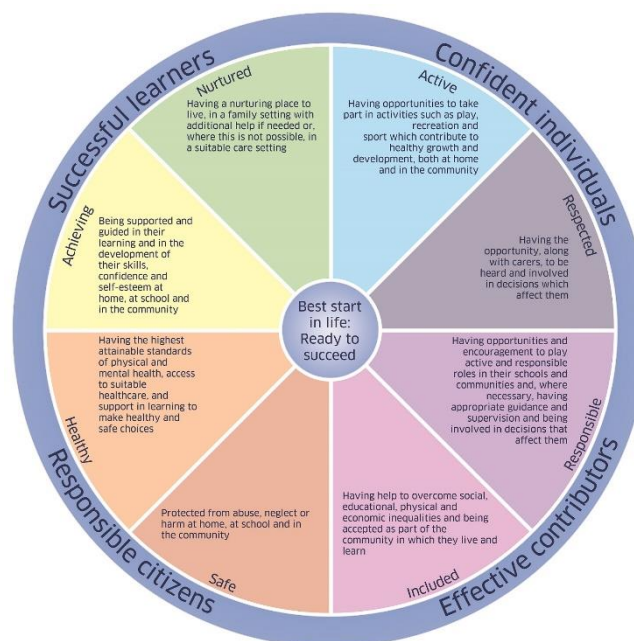 Successful learners
Confident individuals
Nurtured
Having a nurturing place to
live, in a family setting with
additional help if needed or,
where this is not possible, in
a suitable care setting
Active
Having opportunities to take
part in activities such as play,
recreation and
sport which contribute to
healthy growth and
development, both at home
and in the community
Achieving
Being supported and
guided in their
learning and in the
development of
their skills,
confidence and
self-esteem at
home, at school and
in the community
Respected
Having the
opportunity, along
with carers, to be
heard and involved
in decisions which
affect them
Best start
in life:
Ready to
succeed
Healthy
Having the highest
attainable standards
of physical and
mental health, access
to suitable
healthcare, and
support in learning to
make healthy and
safe choices
Responsible
Having opportunities and
encouragement to play
active and responsible
roles in their schools and
communities and, where
necessary, having
appropriate guidance and
supervision and being
involved in decisions that
affect them
Protected from abuse, neglect or
harm at home, at school and in
the community
Safe
Having help to overcome social,
educational, physical and
economic inequalities and being
accepted as part of the
community in which they live and
learn
Included
Responsible citizens
Effective contributors